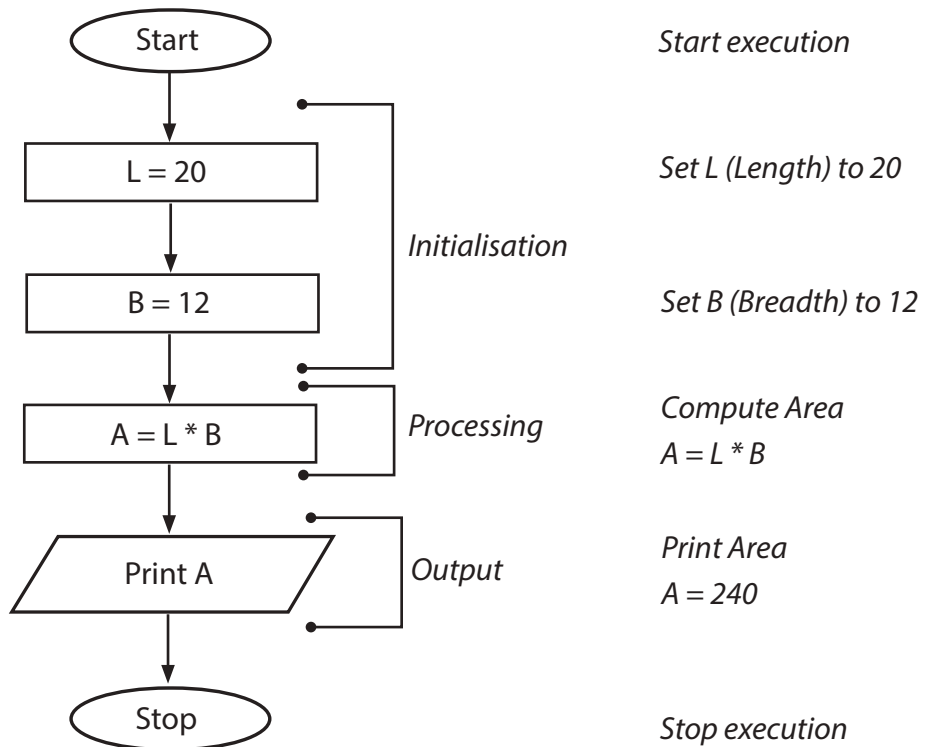 Start
Start execution
L = 20
Set L (Length) to 20
Initialisation
B = 12
Set B (Breadth) to 12
A = L * B
Processing
Compute Area
A = L * B
Print A
Output
Print Area
A = 240
Stop
Stop execution